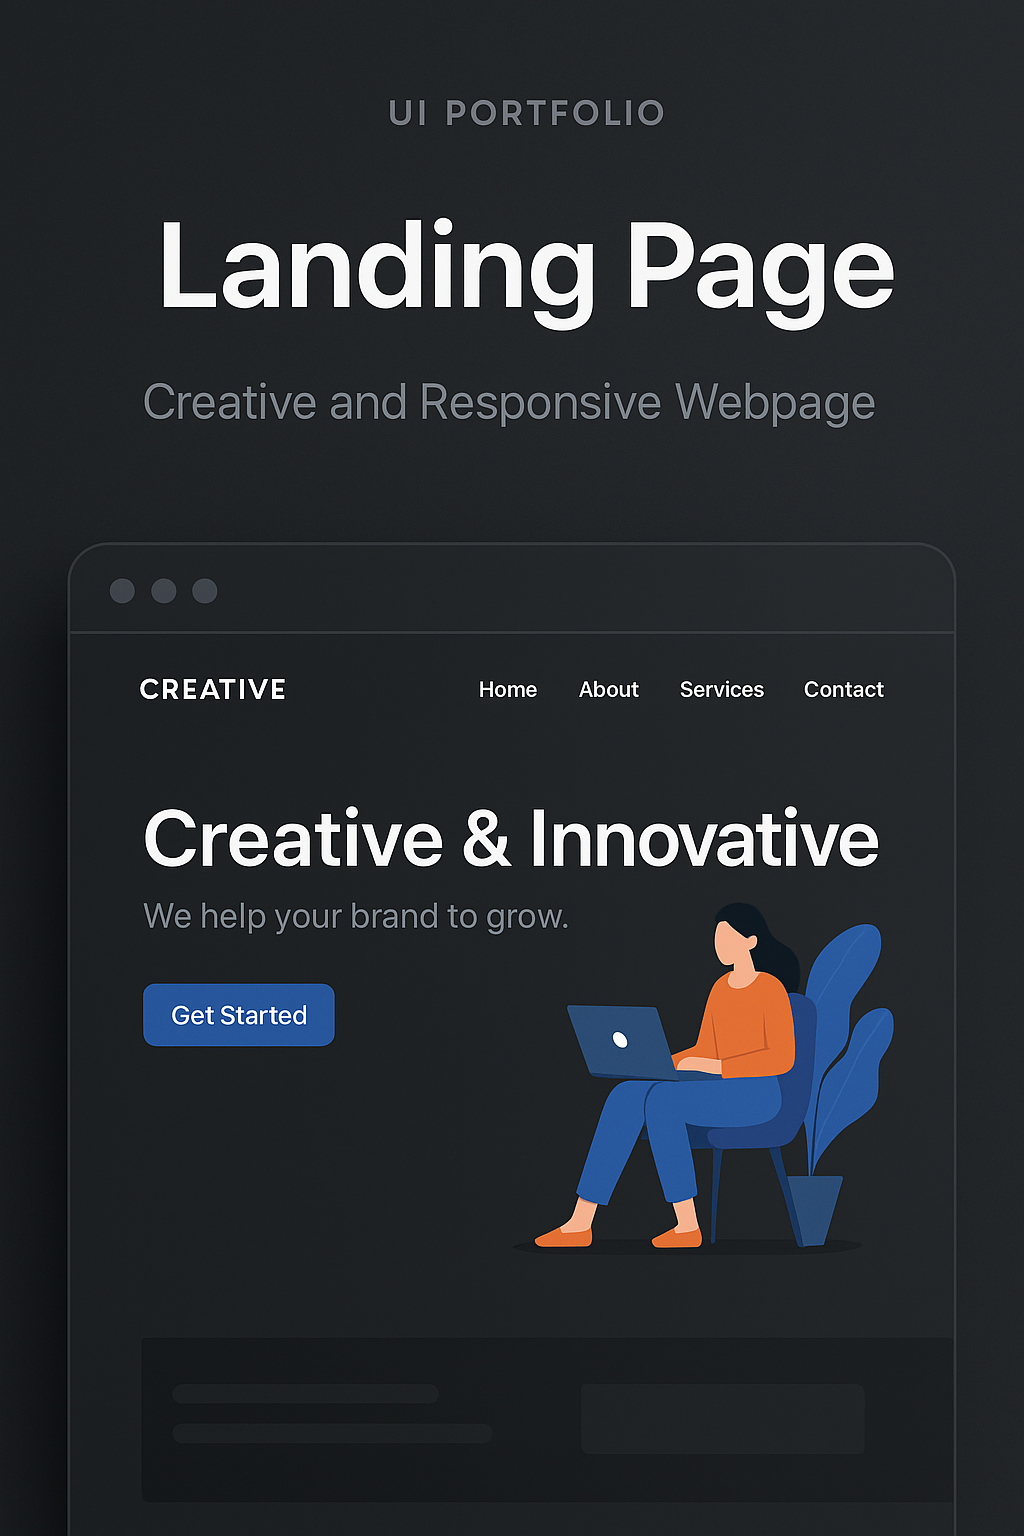 UI PORTFOLIO
Landing Page
Creative and Responsive Webpage
CREATIVE Home About Services Contact
Creative & Innovative
We help your brand to grow.
Get Started